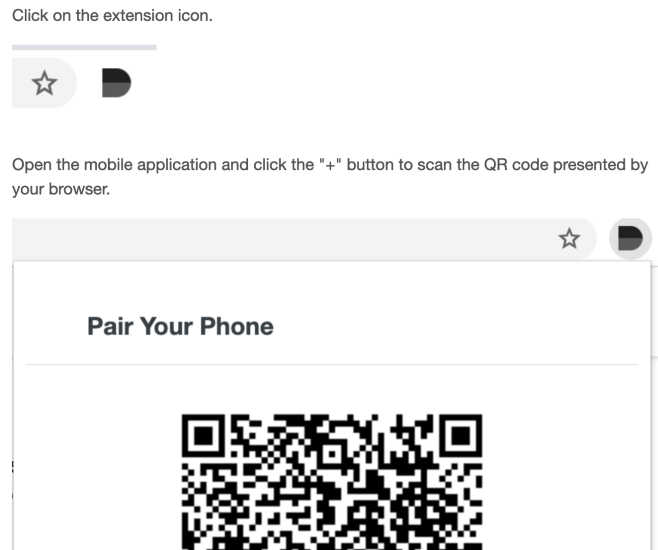 Click on the extension icon.
Open the mobile application and click the "+" button to scan the QR code presented by
your browser.
Pair Your Phone